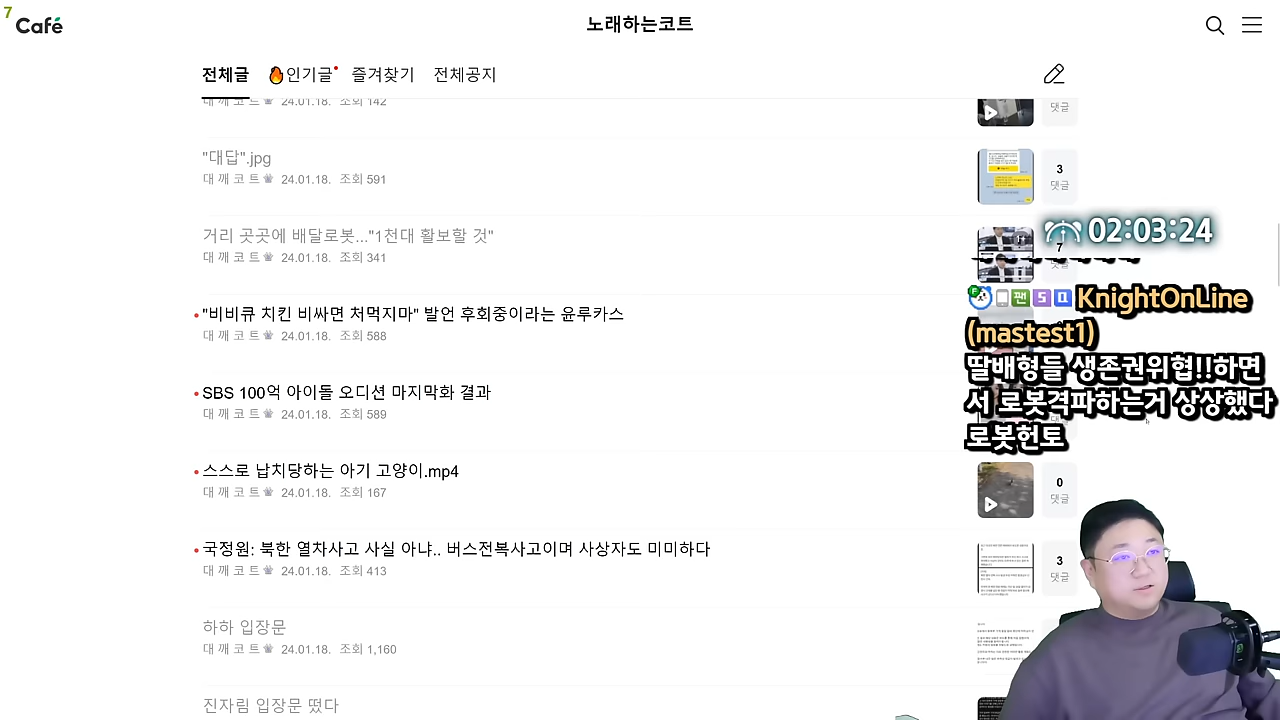 7
Café
노래하는코트
전체글 🔥인기글 즐겨찾기 전체공지
대 깨 코 트 24.01.18. 조회 142
댓글
"대답".jpg
대 깨 코 트 24.01.18. 조회 591
3
댓글
거리 곳곳에 배달로봇..."1천대 활보할 것"
대 깨 코 트 24.01.18. 조회 341
7
댓글
02:03:24
"비비큐 치킨 비싸면 처먹지마" 발언 후회중이라는 윤루카스
대 깨 코 트 24.01.18. 조회 888
KnightOnLine
(mastest1)
딸배형들 생존권위협!!하면
서 로봇격파하는거 상상했다
로봇헌토
SBS 100억 아이돌 오디션 마지막화 결과
대 깨 코 트 24.01.18. 조회 589
스스로 납치당하는 아기 고양이.mp4
대 깨 코 트 24.01.18. 조회 167
0
댓글
국정원: 북한 열차사고 사실 아냐.. 버스전복사고이며 사상자도 미미하다
대 깨 코 트 24.01.18. 조회
3
댓글
하하 입장문
대 깨 코 트 24.01.18. 조회
진자림 입장문 떴다